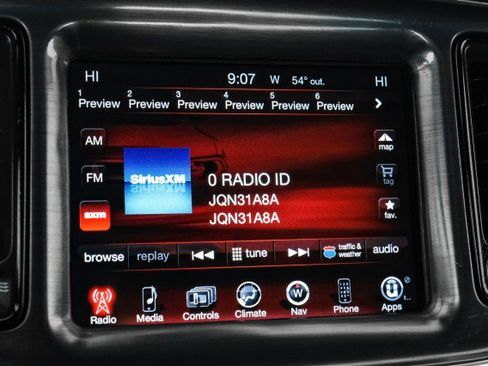 HI 9:07 W 54° out. HI
1 2 3 4 5 6
Preview Preview Preview Preview Preview Preview
AM
map
SiriusXM
FM
0 RADIO ID
tag
JQN31A8A
sxm
JQN31A8A
fav.
browse replay tune traffic & weather audio
Radio Media Controls Climate W Nav Phone U Apps